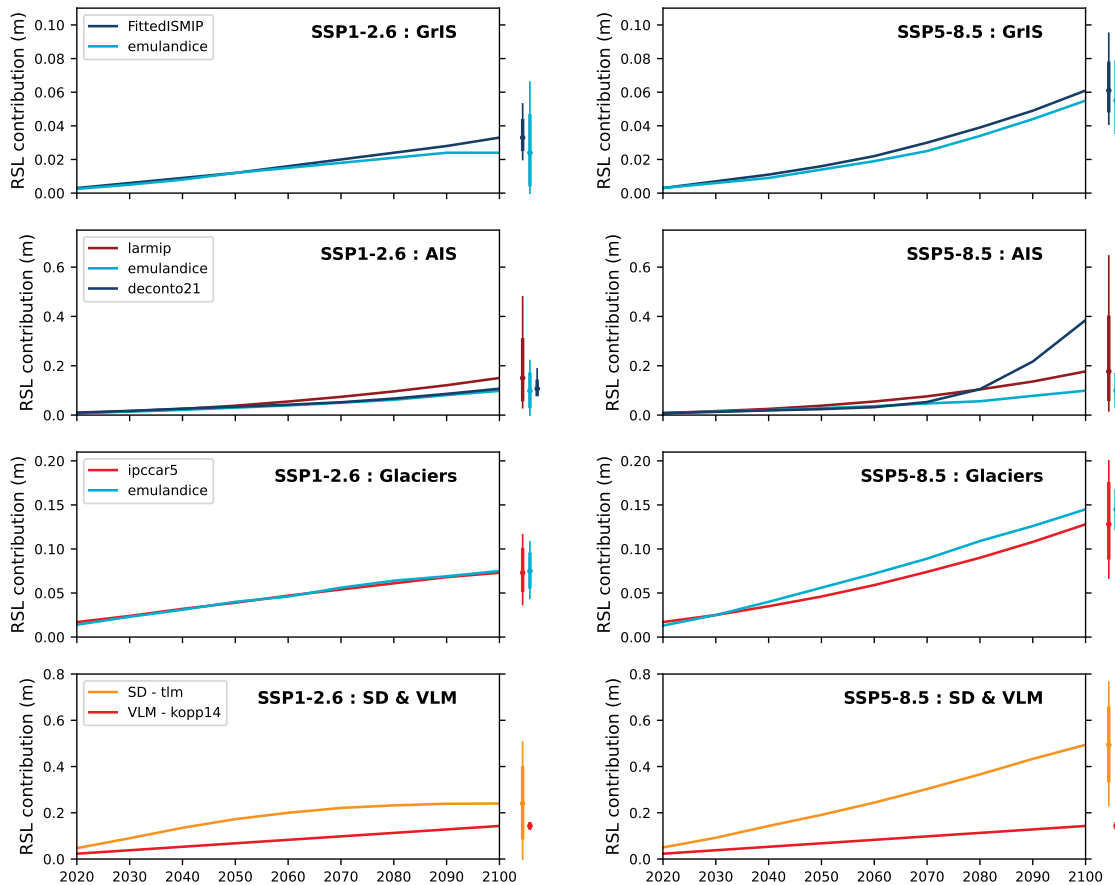 RSL contribution (m)
0.10
0.08
0.06
0.04
0.02
0.00
FittedISMIP
emulandice
SSP1-2.6 : GrIS
RSL contribution (m)
0.10
0.08
0.06
0.04
0.02
0.00
SSP5-8.5 : GrIS
RSL contribution (m)
0.6
0.4
0.2
0.0
larmip
emulandice
deconto21
SSP1-2.6 : AIS
RSL contribution (m)
0.6
0.4
0.2
0.0
SSP5-8.5 : AIS
RSL contribution (m)
0.20
0.15
0.10
0.05
0.00
ipccar5
emulandice
SSP1-2.6 : Glaciers
RSL contribution (m)
0.20
0.15
0.10
0.05
0.00
SSP5-8.5 : Glaciers
RSL contribution (m)
0.8
0.6
0.4
0.2
0.0
SD - tlm
VLM - kopp14
SSP1-2.6 : SD & VLM
2020 2030 2040 2050 2060 2070 2080 2090 2100
RSL contribution (m)
0.8
0.6
0.4
0.2
0.0
SSP5-8.5 : SD & VLM
2020 2030 2040 2050 2060 2070 2080 2090 2100